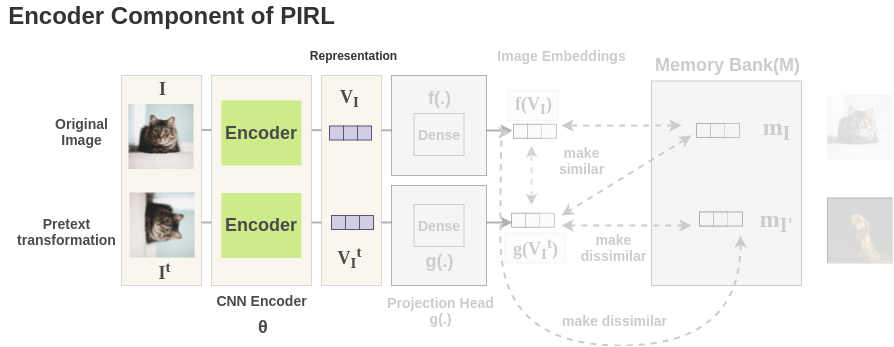 Encoder Component of PIRL
Representation
Image Embeddings
Memory Bank(M)
I
V_I
f(.)
f(V_I)
Original
Image
Encoder
Dense
m_I
make
similar
Pretext
transformation
Encoder
Dense
m_I'
I^t
V_I^t
g(.)
g(V_I^t)
make
dissimilar
CNN Encoder
θ
Projection Head
g(.)
make dissimilar